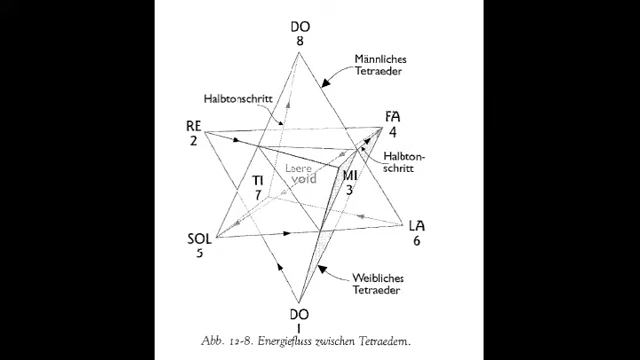 DO
8
Männliches
Tetraeder
Halbtonschritt
FA
4
RE
2
Halbton-
schritt
Leere
void
TI
7
MI
3
LA
6
SOL
5
Weibliches
Tetraeder
DO
1
Abb. 12-8. Energiefluss zwischen Tetraedern.